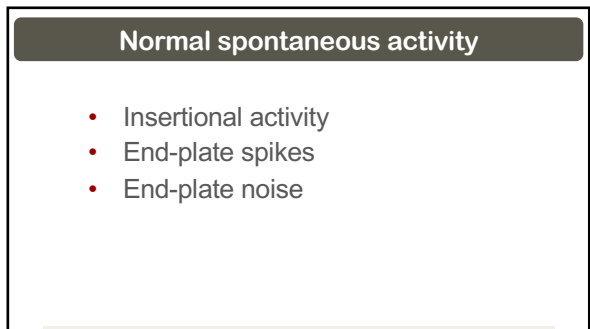 Normal spontaneous activity
• Insertional activity
• End-plate spikes
• End-plate noise